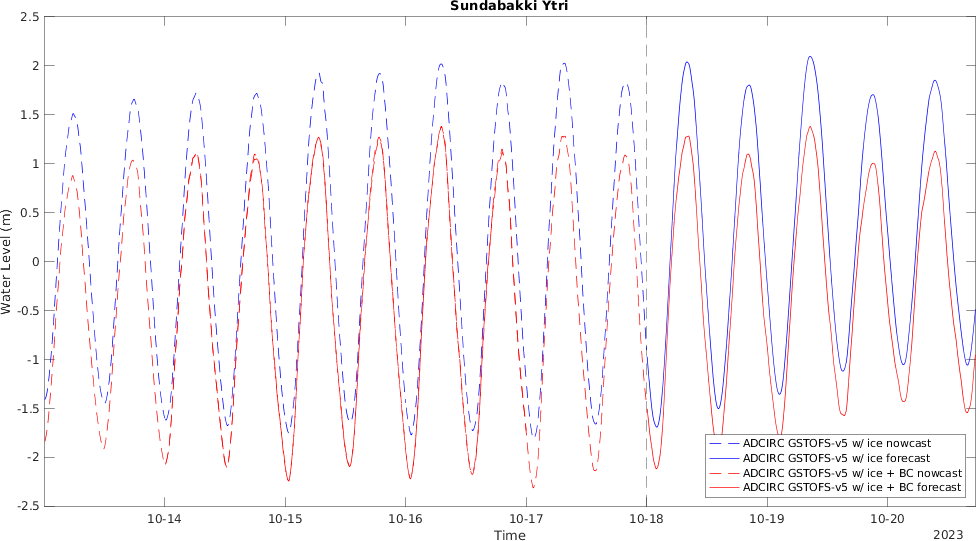 Sundabakki Ytri
2.5
2
1.5
1
0.5
0
-0.5
-1
-1.5
-2
-2.5
Water Level (m)
ADCIRC GSTOFS-v5 w/ ice nowcast
ADCIRC GSTOFS-v5 w/ ice forecast
ADCIRC GSTOFS-v5 w/ ice + BC nowcast
ADCIRC GSTOFS-v5 w/ ice + BC forecast
10-14 10-15 10-16 10-17 10-18 10-19 10-20
Time
2023